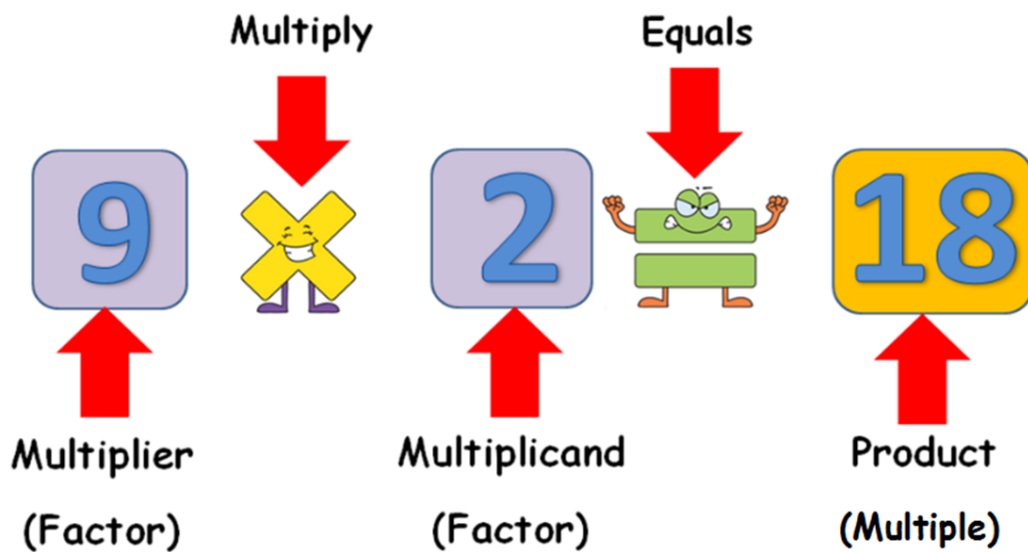 Multiply Equals
9 × 2 = 18
Multiplier Multiplicand Product
(Factor) (Factor) (Multiple)